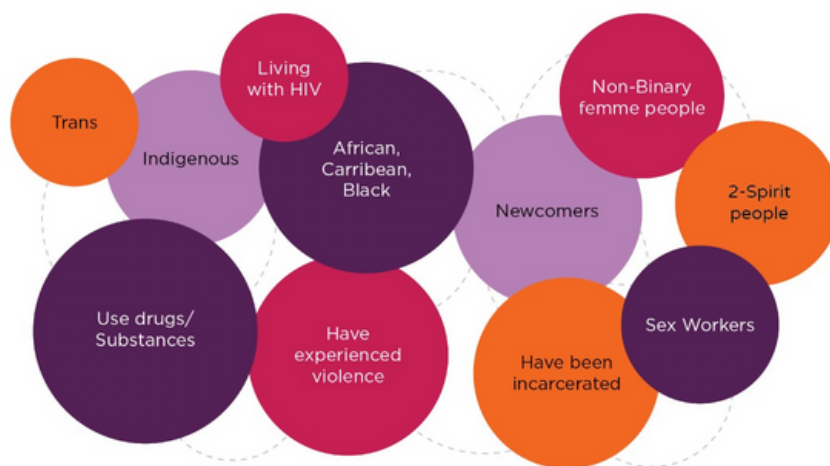 Trans
Indigenous
Living
with HIV
African,
Carribean,
Black
Newcomers
Non-Binary
femme people
2-Spirit
people
Use drugs/
Substances
Have
experienced
violence
Have been
incarcerated
Sex Workers